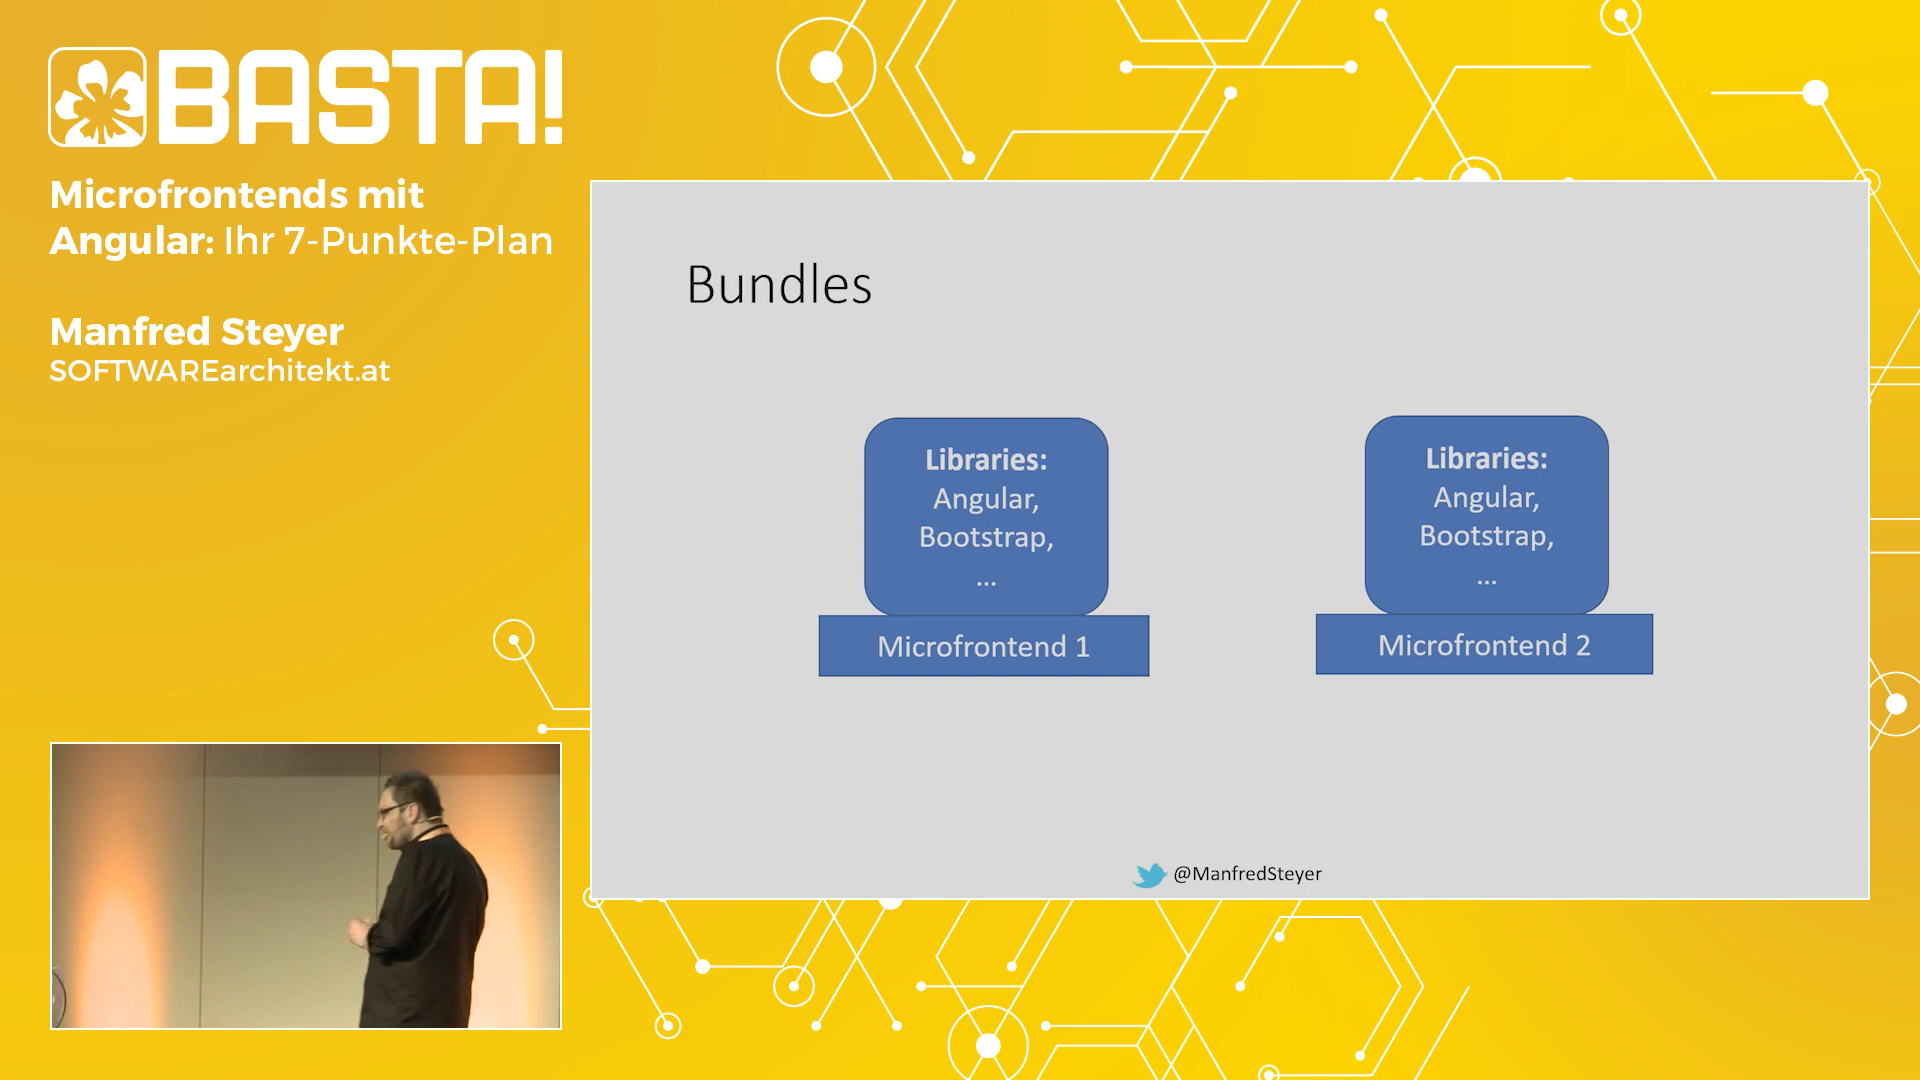 BASTA!
Microfrontends mit
Angular: Ihr 7-Punkte-Plan
Manfred Steyer
SOFTWAREarchitekt.at
Bundles
Libraries:
Angular,
Bootstrap,
...
Microfrontend 1
Libraries:
Angular,
Bootstrap,
...
Microfrontend 2
@ManfredSteyer